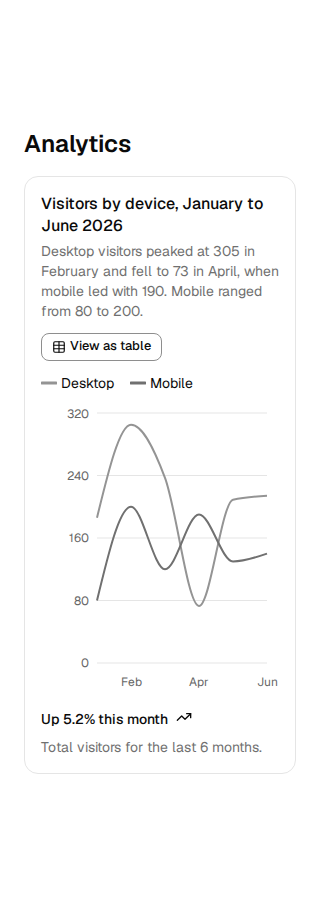 Analytics
Visitors by device, January to
June 2026
Desktop visitors peaked at 305 in
February and fell to 73 in April, when
mobile led with 190. Mobile ranged
from 80 to 200.
View as table
Desktop Mobile
320
240
160
80
0
Feb Apr Jun
Up 5.2% this month
Total visitors for the last 6 months.